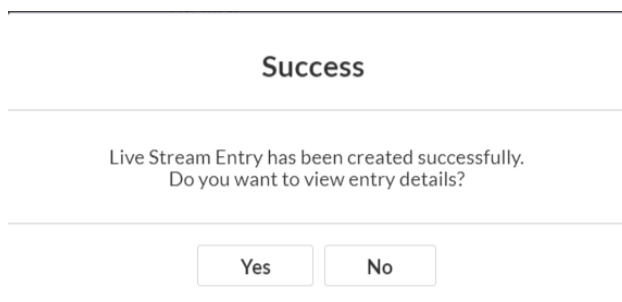 Success
Live Stream Entry has been created successfully.
Do you want to view entry details?
Yes No